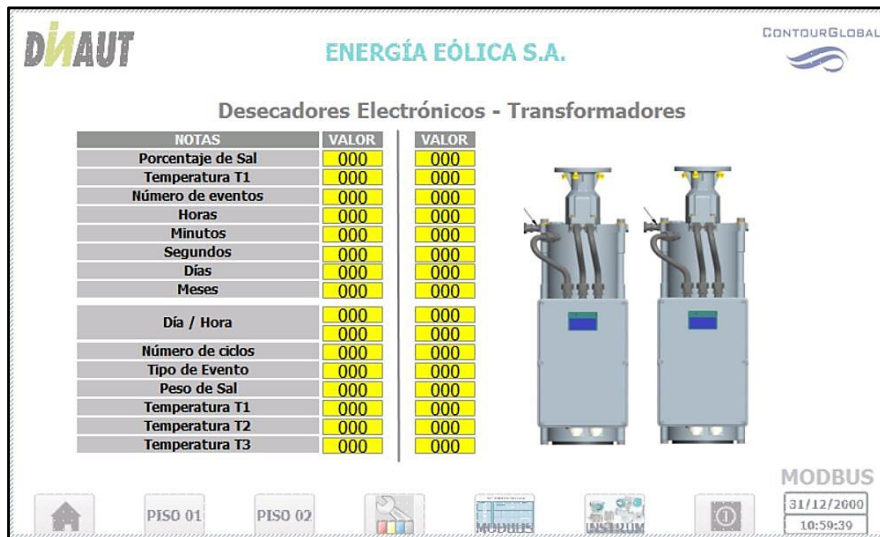 DINAUT
ENERGÍA EÓLICA S.A.
CONTOURGLOBAL
Desecadores Electrónicos - Transformadores
NOTAS VALOR VALOR
Porcentaje de Sal 000 000
Temperatura T1 000 000
Número de eventos 000 000
Horas 000 000
Minutos 000 000
Segundos 000 000
Días 000 000
Meses 000 000
Día / Hora 000 000
000 000
Número de ciclos 000 000
Tipo de Evento 000 000
Peso de Sal 000 000
Temperatura T1 000 000
Temperatura T2 000 000
Temperatura T3 000 000
MODBUS
PISO 01 PISO 02 MODBUS INSTRUM 31/12/2000
10:59:39